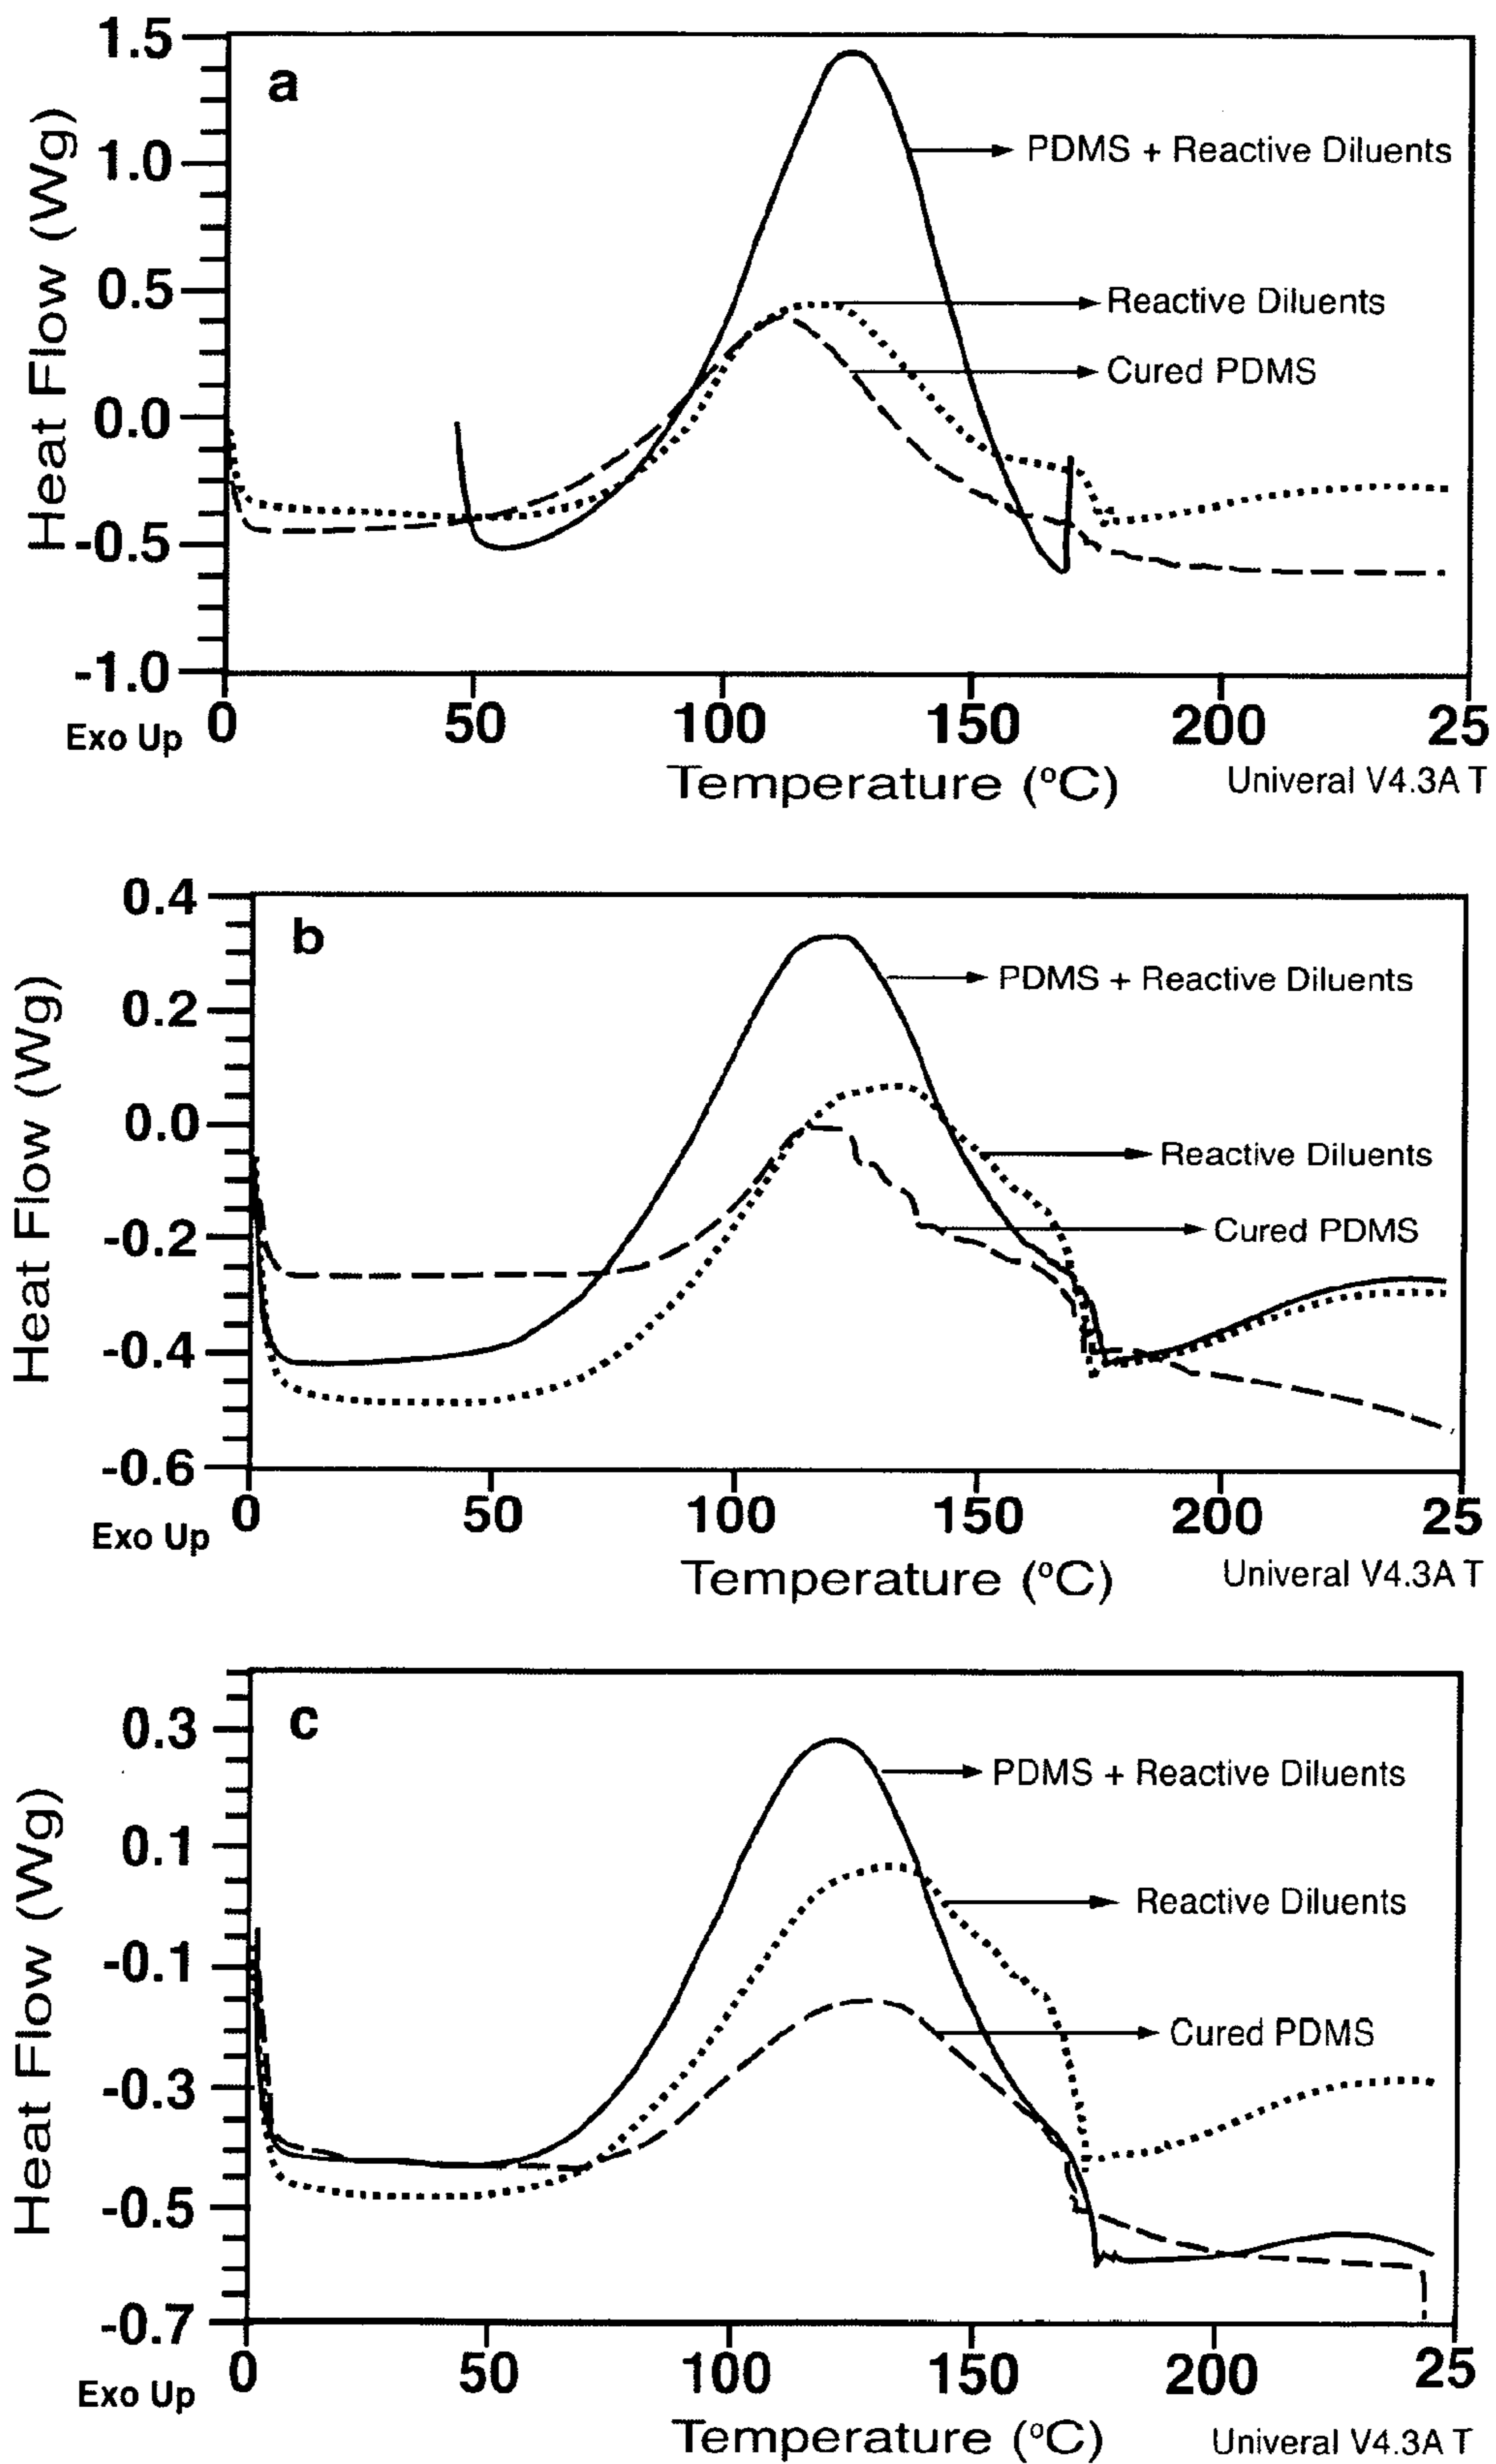 1.5
a
PDMS + Reactive Diluents
1.0
0.5
Reactive Diluents
Cured PDMS
0.0
-0.5
-1.0
Heat Flow (Wg)
0 50 100 150 200 25
Exo Up
Temperature (°C)
Univeral V4.3A T
0.4
b
PDMS + Reactive Diluents
0.2
0.0
Reactive Diluents
-0.2
Cured PDMS
-0.4
-0.6
Heat Flow (Wg)
0 50 100 150 200 25
Exo Up
Temperature (°C)
Univeral V4.3A T
c
0.3
PDMS + Reactive Diluents
0.1
Reactive Diluents
-0.1
Cured PDMS
-0.3
-0.5
-0.7
Heat Flow (Wg)
0 50 100 150 200 25
Exo Up
Temperature (°C)
Univeral V4.3A T